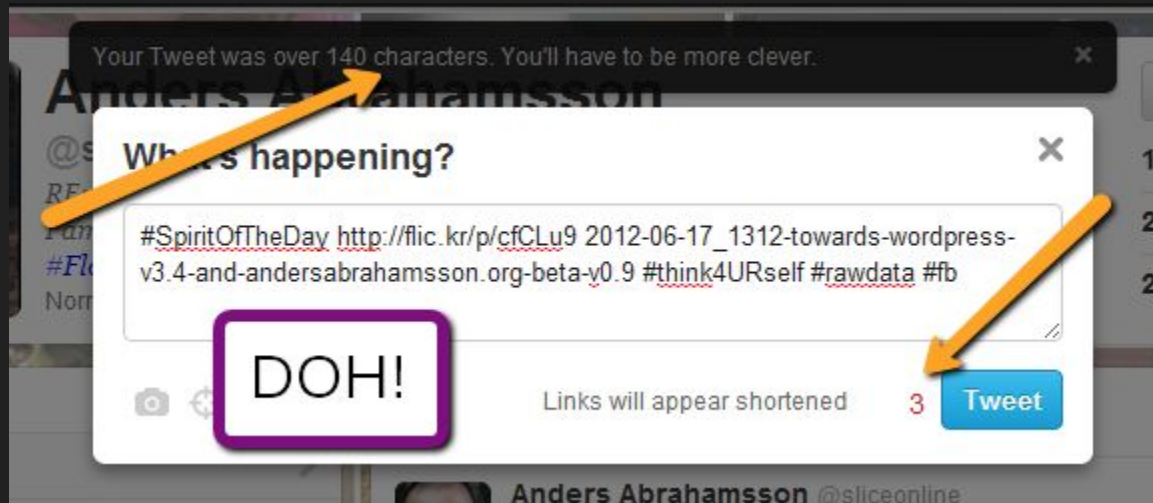 Your Tweet was over 140 characters. You'll have to be more clever.
Anders Abrahamsson
What's happening?
#SpiritOfTheDay http://flic.kr/p/cfCLu9 2012-06-17_1312-towards-wordpress-
v3.4-and-andersabrahamsson.org-beta-v0.9 #think4URself #rawdata #fb
DOH!
Links will appear shortened 3 Tweet
Anders Abrahamsson @sliceonline